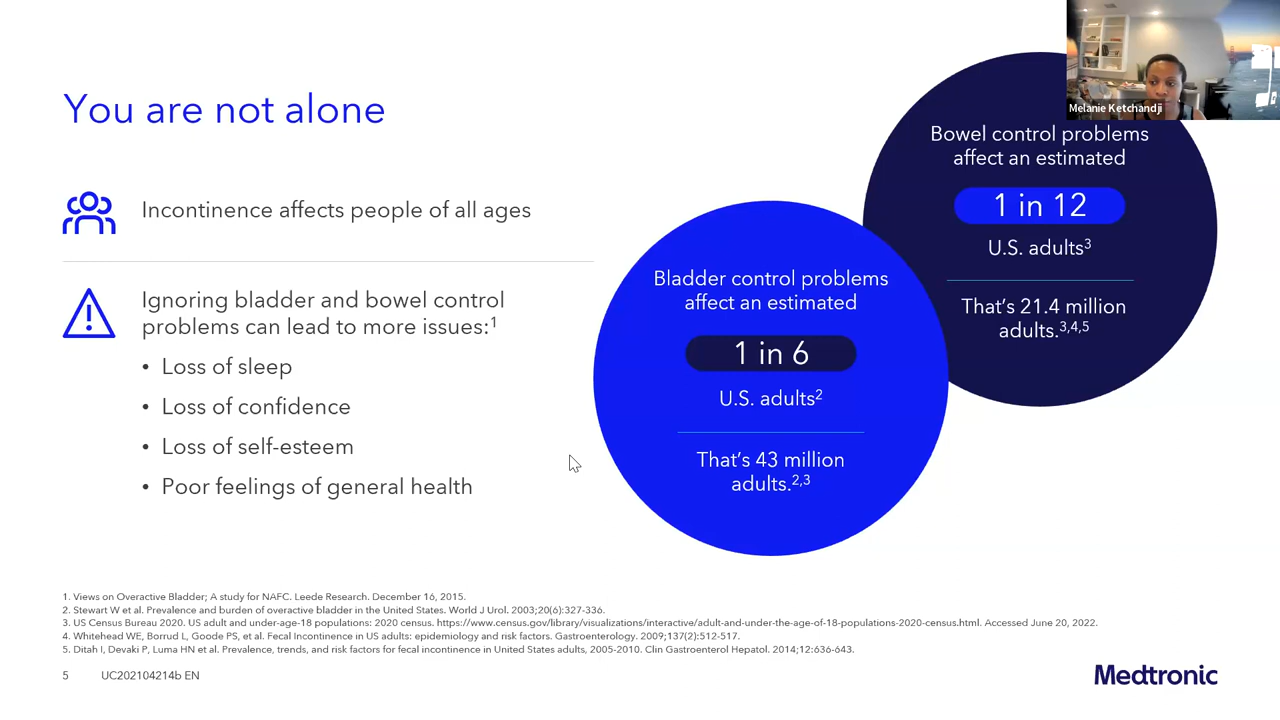 Melanie Ketchandji
You are not alone
Incontinence affects people of all ages
Ignoring bladder and bowel control
problems can lead to more issues:1
• Loss of sleep
• Loss of confidence
• Loss of self-esteem
• Poor feelings of general health
Bladder control problems
affect an estimated
1 in 6
U.S. adults2
That's 43 million
adults.2,3
Bowel control problems
affect an estimated
1 in 12
U.S. adults3
That's 21.4 million
adults.3,4,5
1. Views on Overactive Bladder; A study for NAFC. Leede Research. December 16, 2015.
2. Stewart W et al. Prevalence and burden of overactive bladder in the United States. World J Urol. 2003;20(6):327-336.
3. US Census Bureau 2020. US adult and under-age-18 populations: 2020 census. https://www.census.gov/library/visualizations/interactive/adult-and-under-the-age-of-18-populations-2020-census.html. Accessed June 20, 2022.
4. Whitehead WE, Borrud L, Goode PS, et al. Fecal Incontinence in US adults: epidemiology and risk factors. Gastroenterology. 2009;137(2):512-517.
5. Ditah I, Devaki P, Luma HN et al. Prevalence, trends, and risk factors for fecal incontinence in United States adults, 2005-2010. Clin Gastroenterol Hepatol. 2014;12:636-643.
5 UC202104214b EN
Medtronic